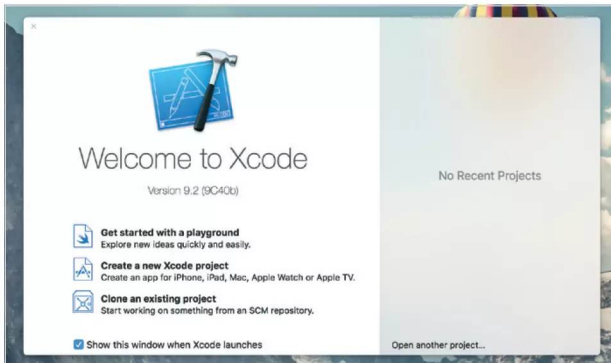 Welcome to Xcode
Version 9.2 (9C40b)
Get started with a playground
Explore new ideas quickly and easily.
Create a new Xcode project
Create an app for iPhone, iPad, Mac, Apple Watch or Apple TV.
Clone an existing project
Start working on something from an SCM repository.
Show this window when Xcode launches
No Recent Projects
Open another project...